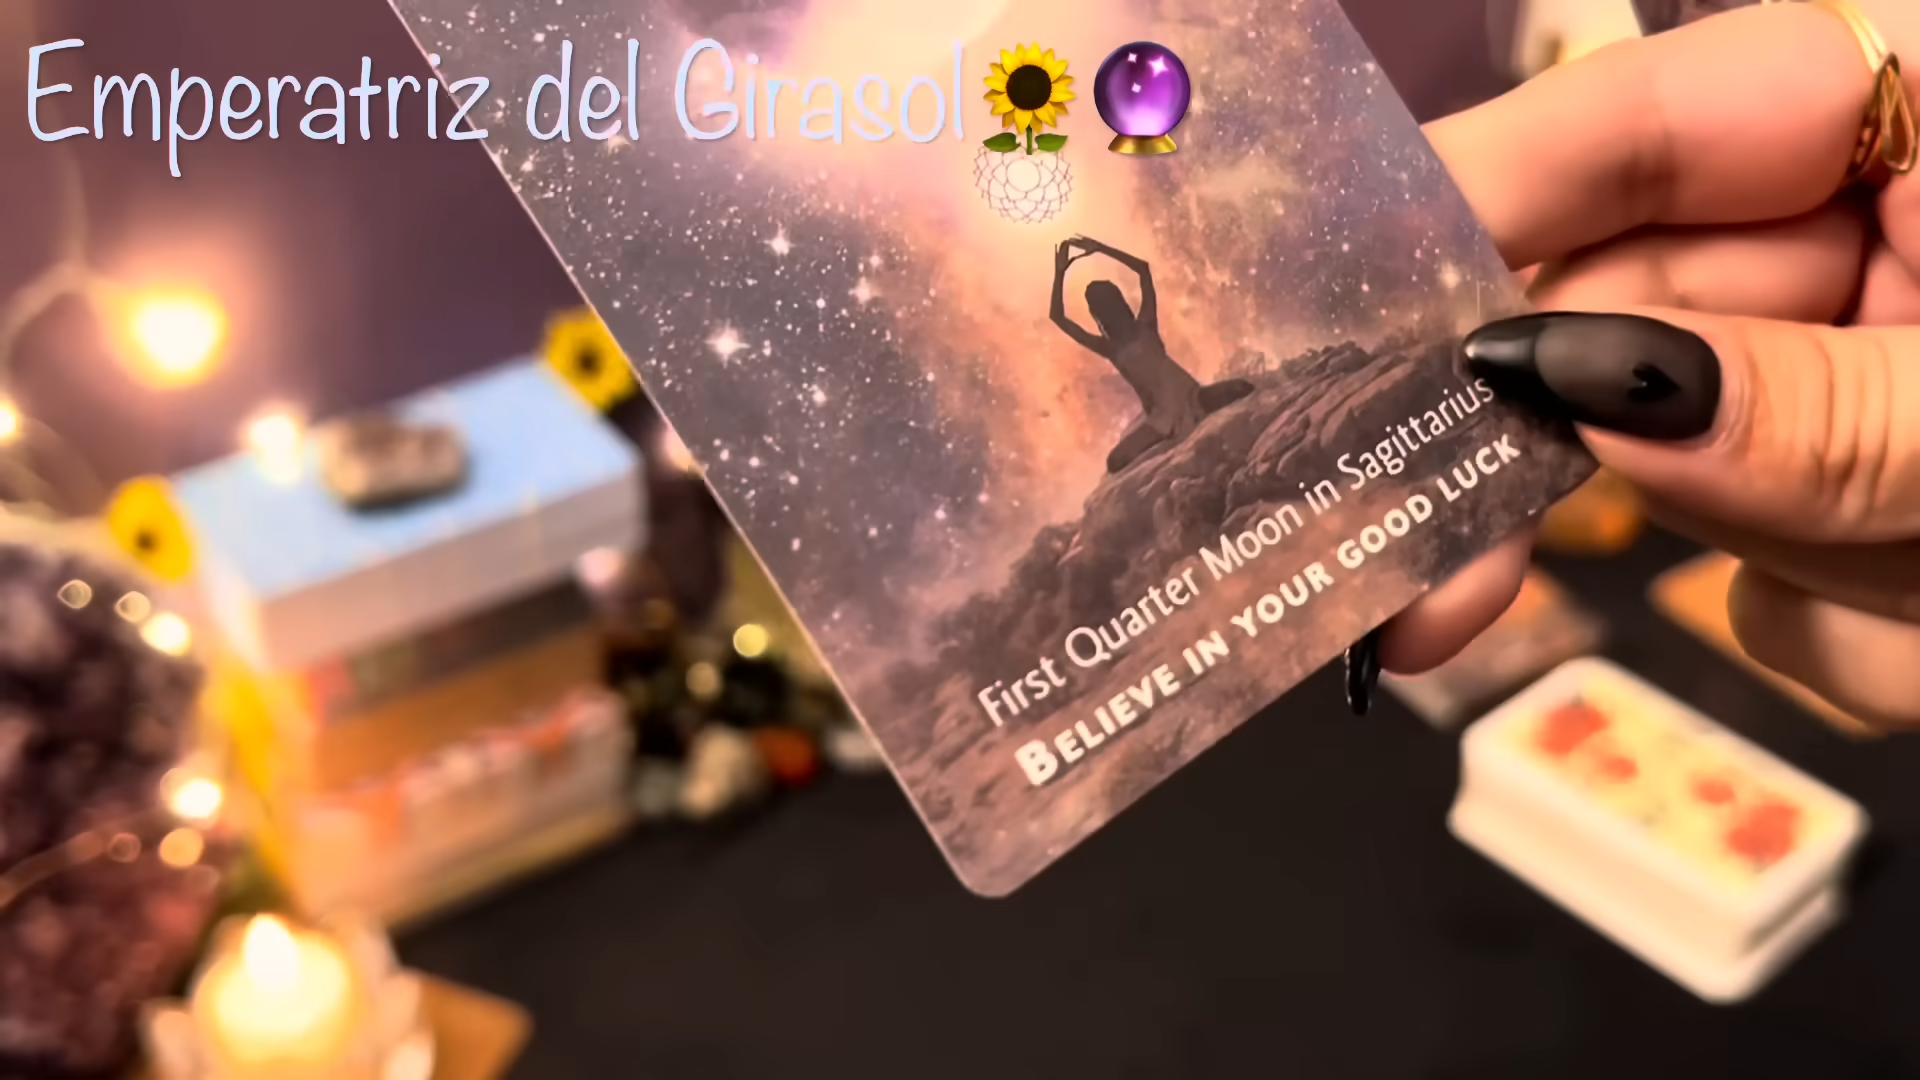 Emperatriz del Girasol🌻🔮
First Quarter Moon in Sagittarius
BELIEVE IN YOUR GOOD LUCK